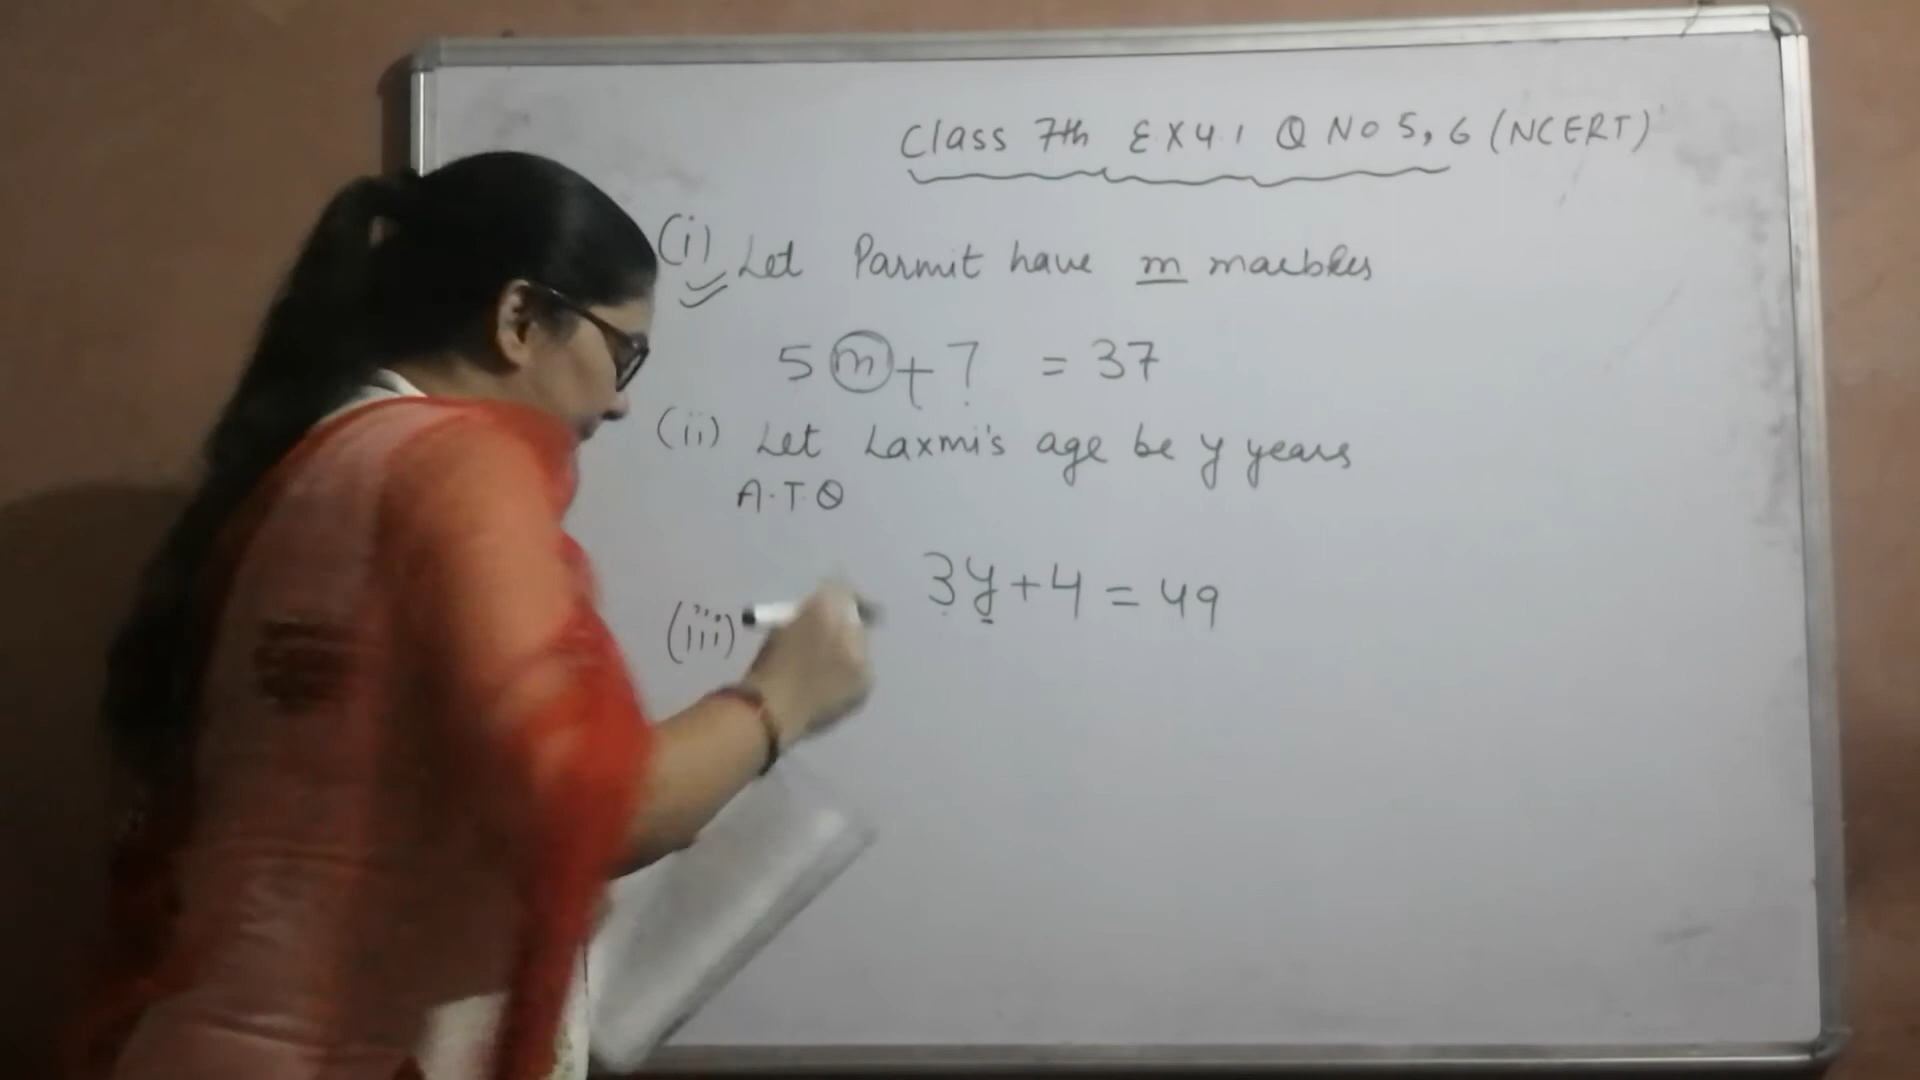 Class 7th EX 4.1 Q NO 5, 6 (NCERT)
(i) Let Parmit have m marbles
5m + 7 = 37
(ii) Let Laxmi's age be y years
A.T.Q
3y + 4 = 49
(iii)